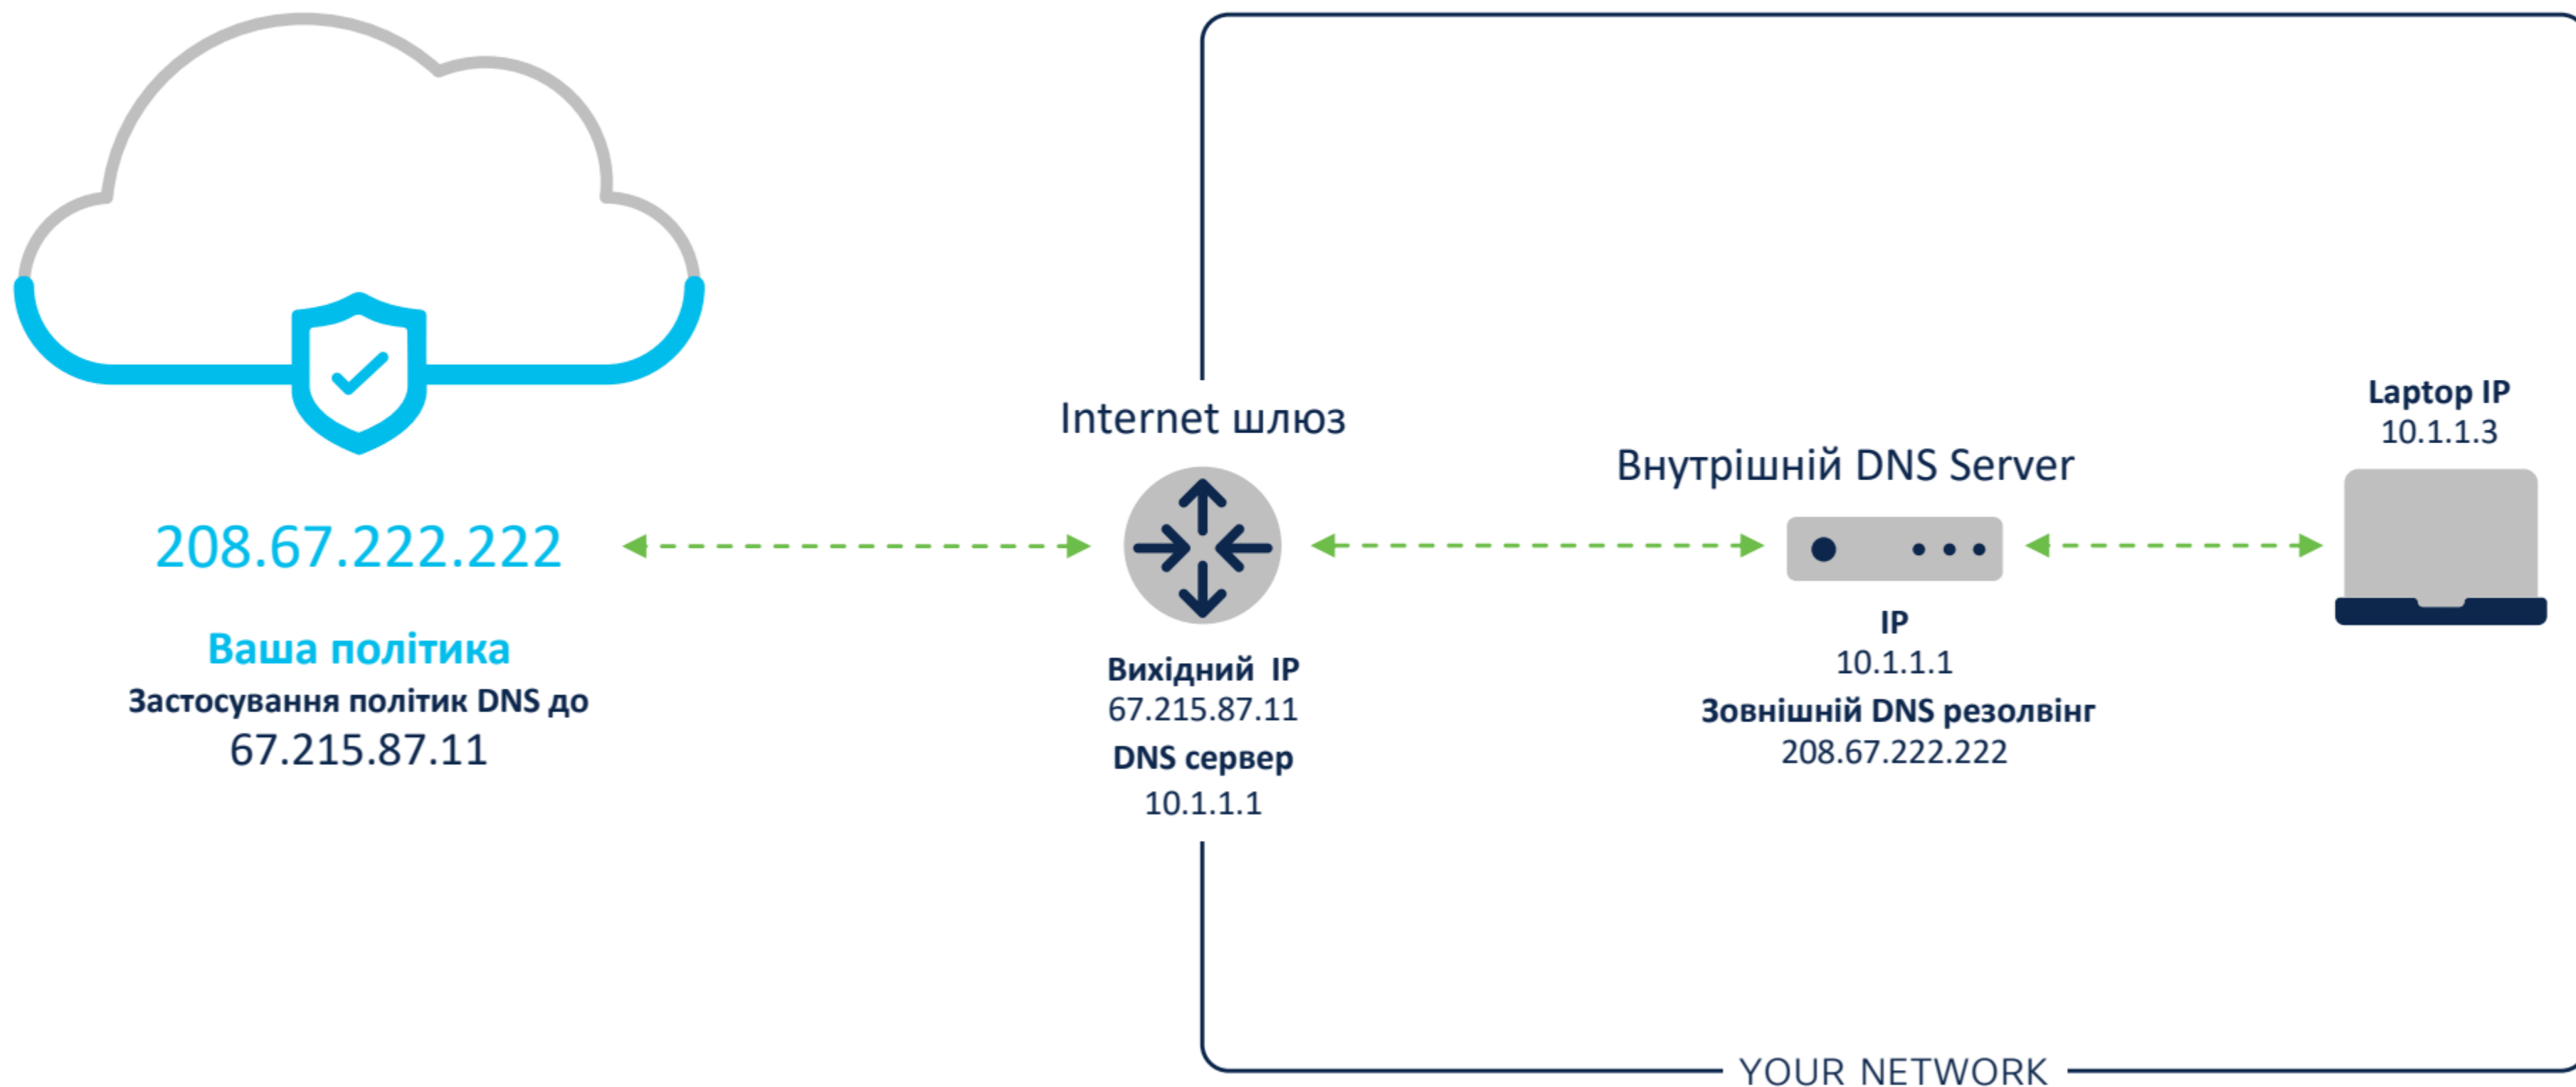 208.67.222.222
Ваша політика
Застосування політик DNS до
67.215.87.11
Internet шлюз
Вихідний IP
67.215.87.11
DNS сервер
10.1.1.1
Внутрішній DNS Server
IP
10.1.1.1
Зовнішній DNS резолвінг
208.67.222.222
Laptop IP
10.1.1.3
YOUR NETWORK